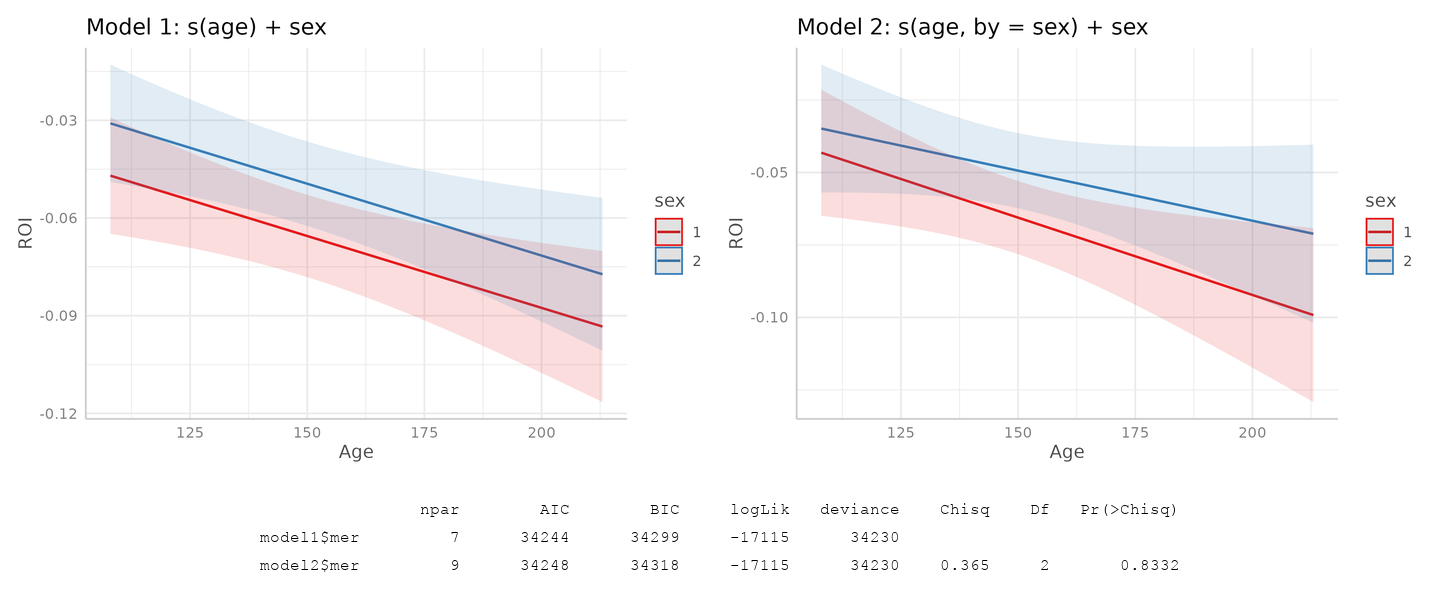 Model 1: s(age) + sex
ROI
-0.03
-0.06
-0.09
-0.12
125 150 175 200
Age
sex
1
2
Model 2: s(age, by = sex) + sex
ROI
-0.05
-0.10
125 150 175 200
Age
sex
1
2
npar AIC BIC logLik deviance Chisq Df Pr(>Chisq)
model1$mer 7 34244 34299 -17115 34230
model2$mer 9 34248 34318 -17115 34230 0.365 2 0.8332